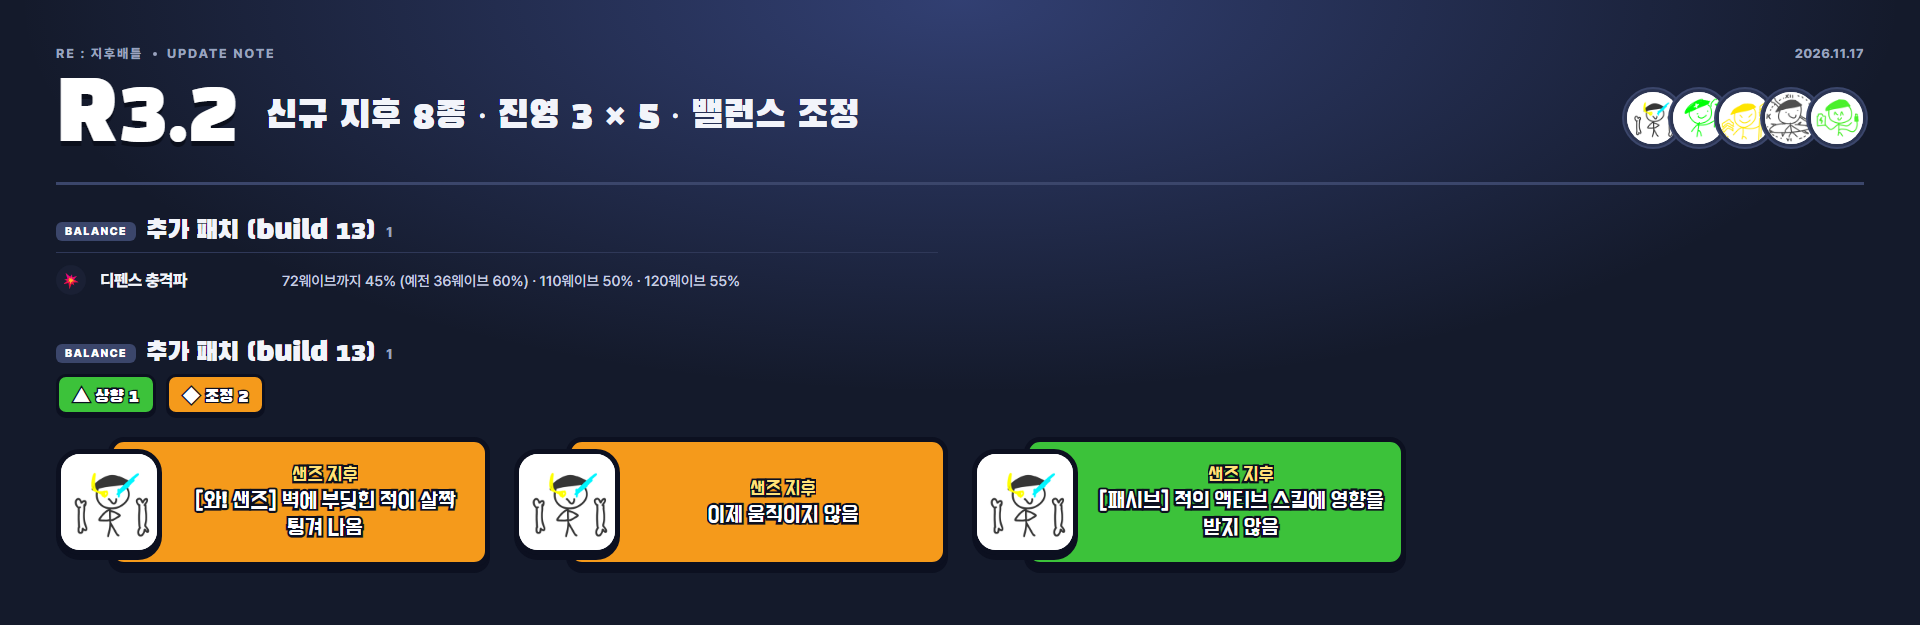 RE : 지후배틀 • UPDATE NOTE
2026.11.17
R3.2 신규 지후 8종 · 진영 3 × 5 · 밸런스 조정
BALANCE 추가 패치 (build 13) 1
디펜스 충격파 72웨이브까지 45% (예전 36웨이브 60%) · 110웨이브 50% · 120웨이브 55%
BALANCE 추가 패치 (build 13) 1
△ 상향 1 ◇ 조정 2
샌즈 지후
[와! 샌즈] 벽에 부딪힌 적이 살짝
튕겨 나옴
샌즈 지후
이제 움직이지 않음
샌즈 지후
[패시브] 적의 액티브 스킬에 영향을
받지 않음